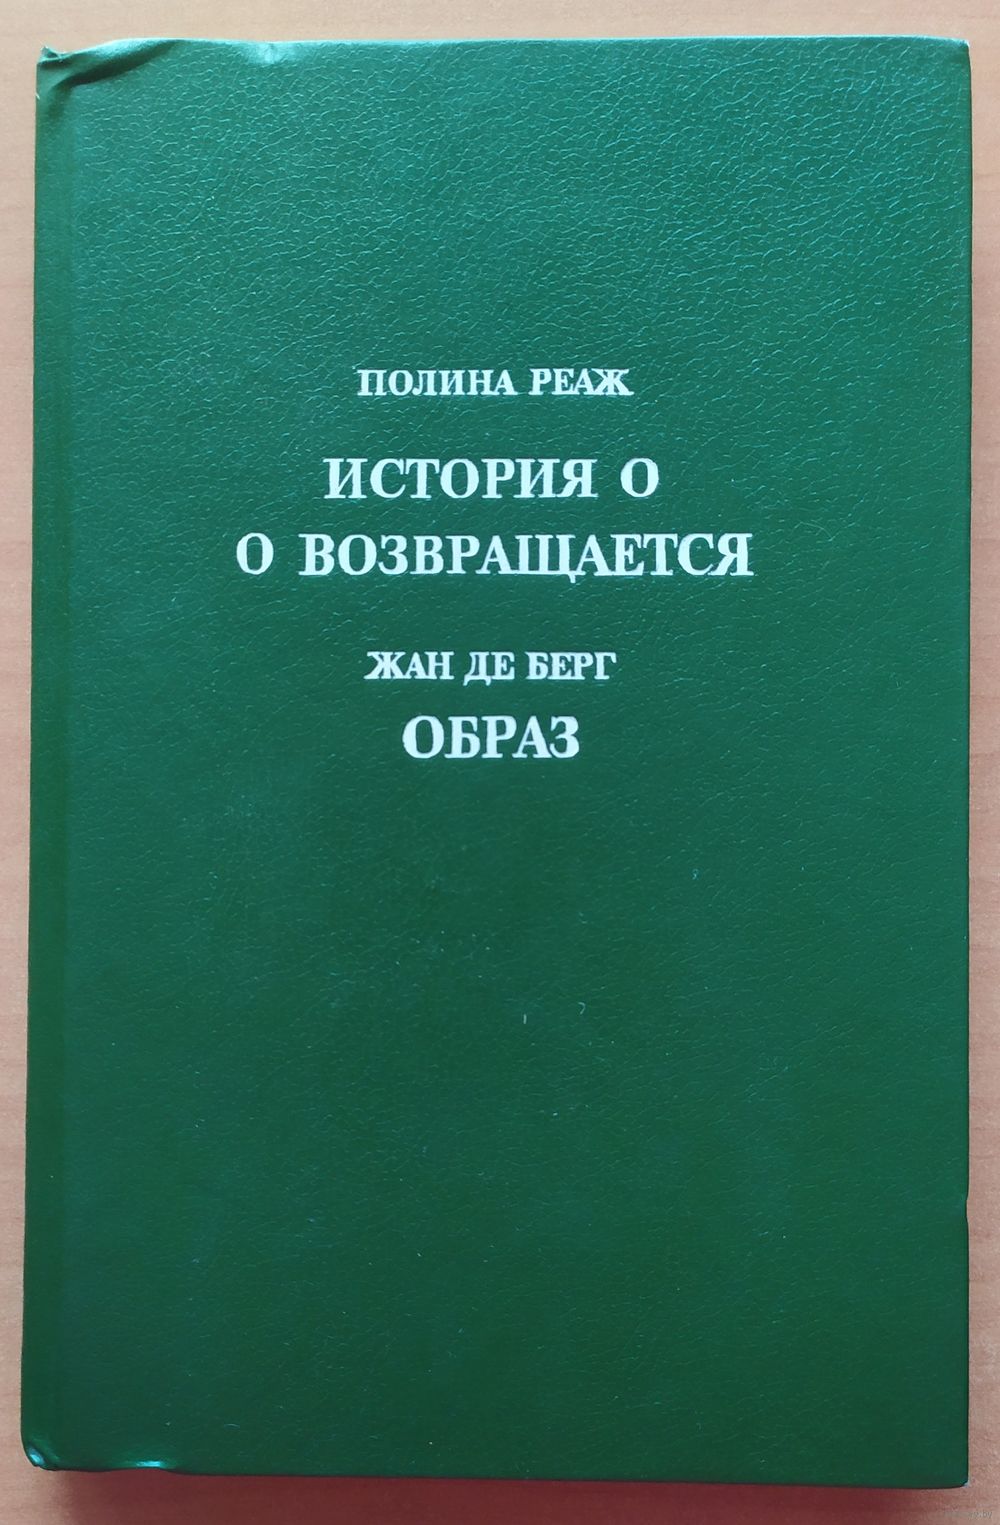 ПОЛИНА РЕАЖ
ИСТОРИЯ О
О ВОЗВРАЩАЕТСЯ
ЖАН ДЕ БЕРГ
ОБРАЗ